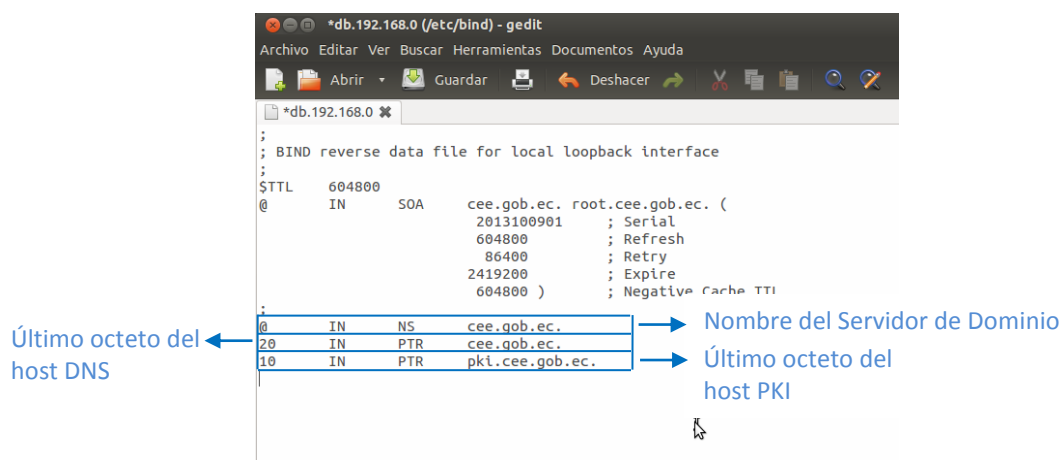 *db.192.168.0 (/etc/bind) - gedit
Archivo Editar Ver Buscar Herramientas Documentos Ayuda
Abrir Guardar Deshacer
*db.192.168.0
;
; BIND reverse data file for local loopback interface
;
$TTL 604800
@ IN SOA cee.gob.ec. root.cee.gob.ec. (
2013100901 ; Serial
604800 ; Refresh
86400 ; Retry
2419200 ; Expire
604800 ) ; Negative Cache TTL
;
@ IN NS cee.gob.ec.
20 IN PTR cee.gob.ec.
10 IN PTR pki.cee.gob.ec.
Último octeto del
host DNS
Nombre del Servidor de Dominio
Último octeto del
host PKI